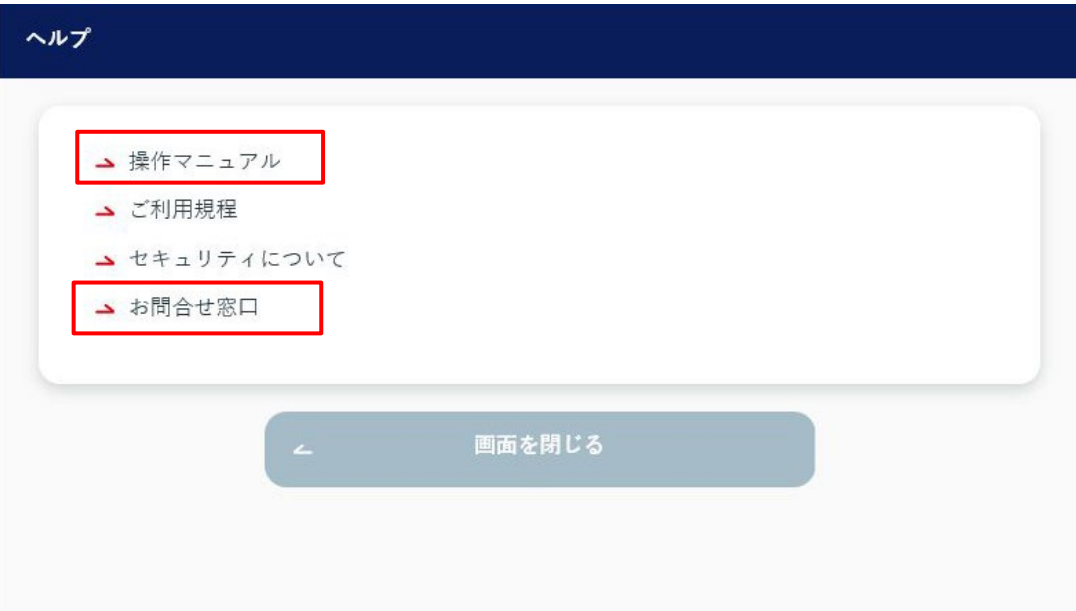 ヘルプ
操作マニュアル
ご利用規程
セキュリティについて
お問合せ窓口
画面を閉じる